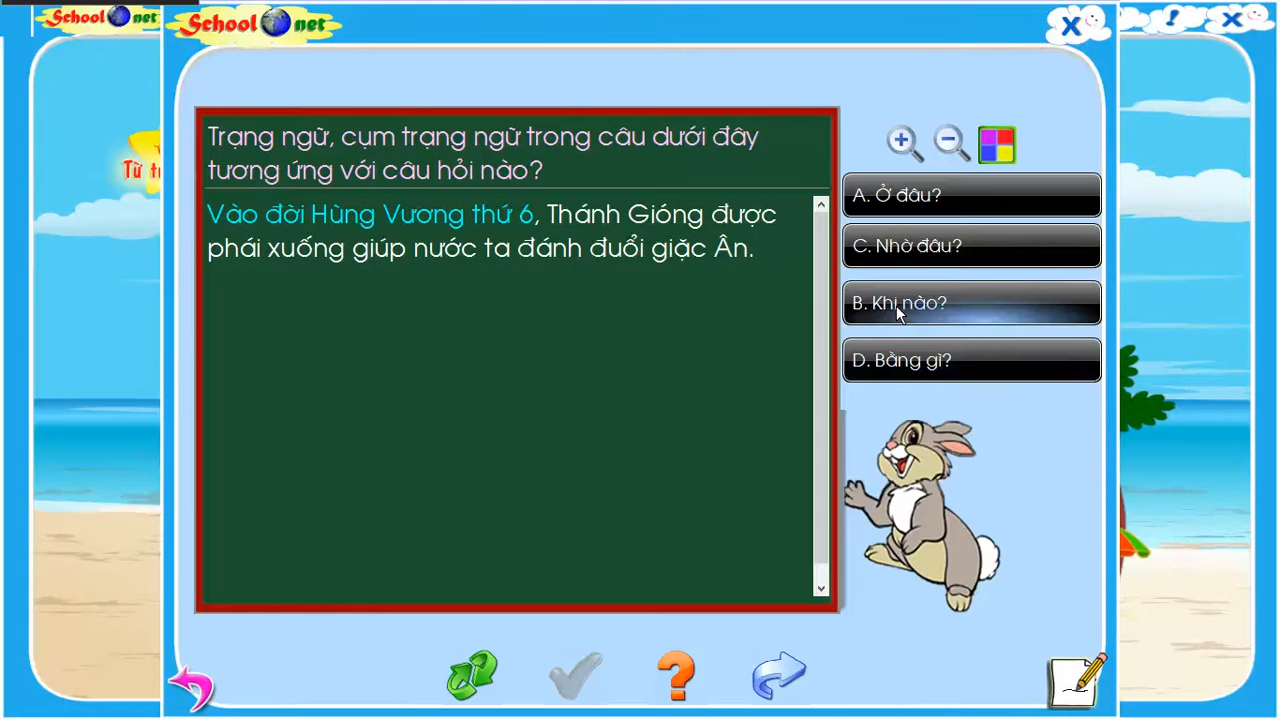 School net
School net
Trạng ngữ, cụm trạng ngữ trong câu dưới đây
tương ứng với câu hỏi nào?
Vào đời Hùng Vương thứ 6, Thánh Gióng được
phái xuống giúp nước ta đánh đuổi giặc Ân.
A. Ở đâu?
C. Nhờ đâu?
B. Khi nào?
D. Bằng gì?